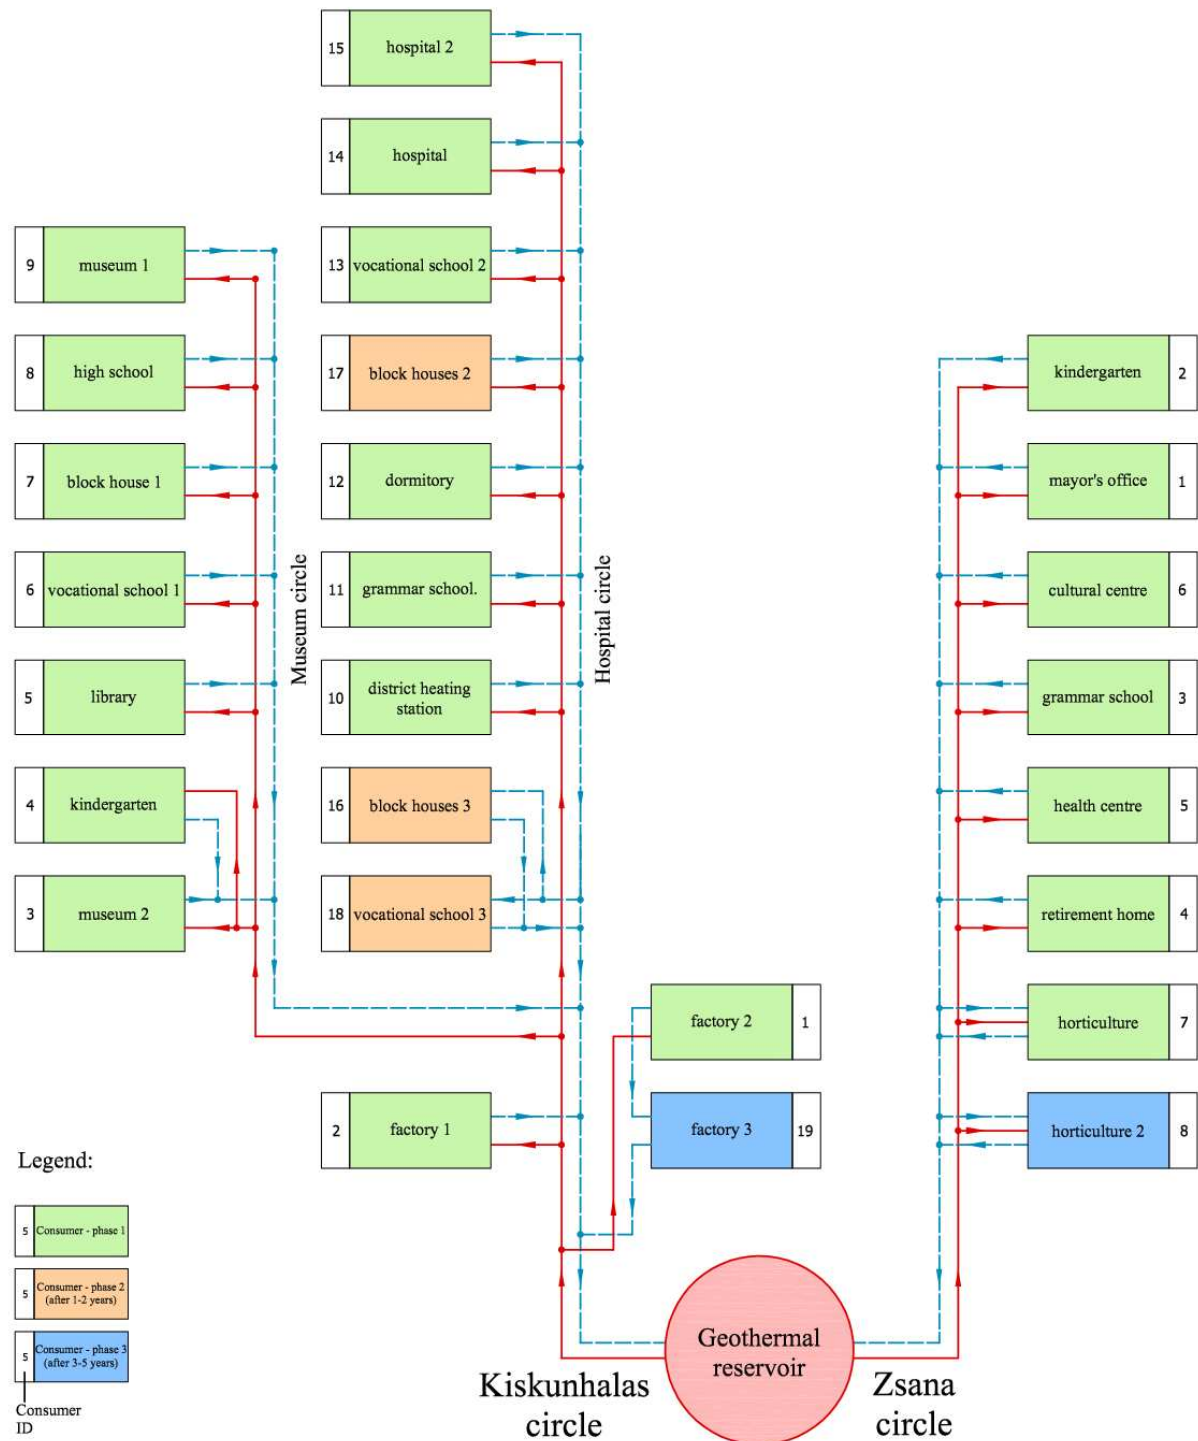 15
hospital 2
14
hospital
9
museum 1
13
vocational school 2
8
high school
17
block houses 2
kindergarten
2
7
block house 1
12
dormitory
mayor's office
1
6
vocational school 1
Museum circle
11
grammar school.
Hospital circle
cultural centre
6
5
library
10
district heating
station
grammar school
3
4
kindergarten
16
block houses 3
health centre
5
3
museum 2
18
vocational school 3
retirement home
4
factory 2
1
horticulture
7
2
factory 1
factory 3
19
horticulture 2
8
Legend:
5
Consumer - phase 1
5
Consumer - phase 2
(after 1-2 years)
5
Consumer - phase 3
(after 3-5 years)
Consumer
ID
Geothermal
reservoir
Kiskunhalas
circle
Zsana
circle